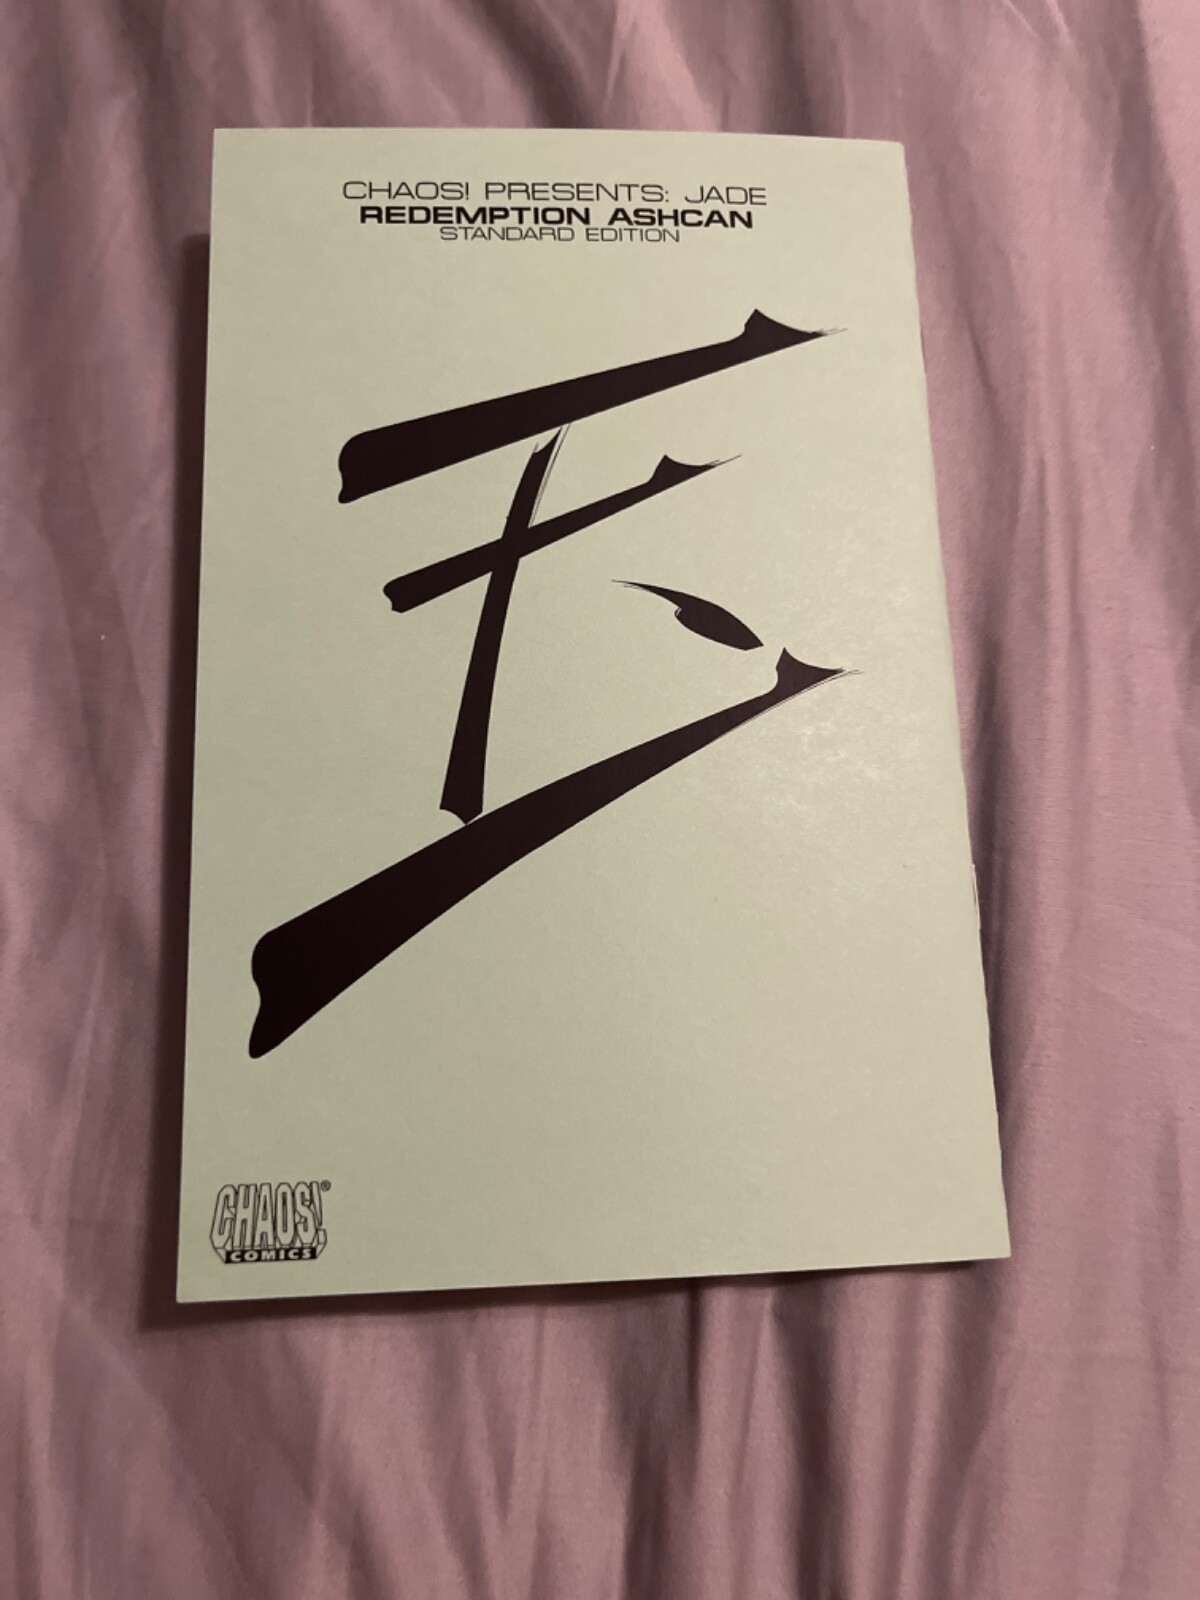 CHAOS! PRESENTS: JADE
REDEMPTION ASHCAN
STANDARD EDITION
玉
CHAOS!®
COMICS